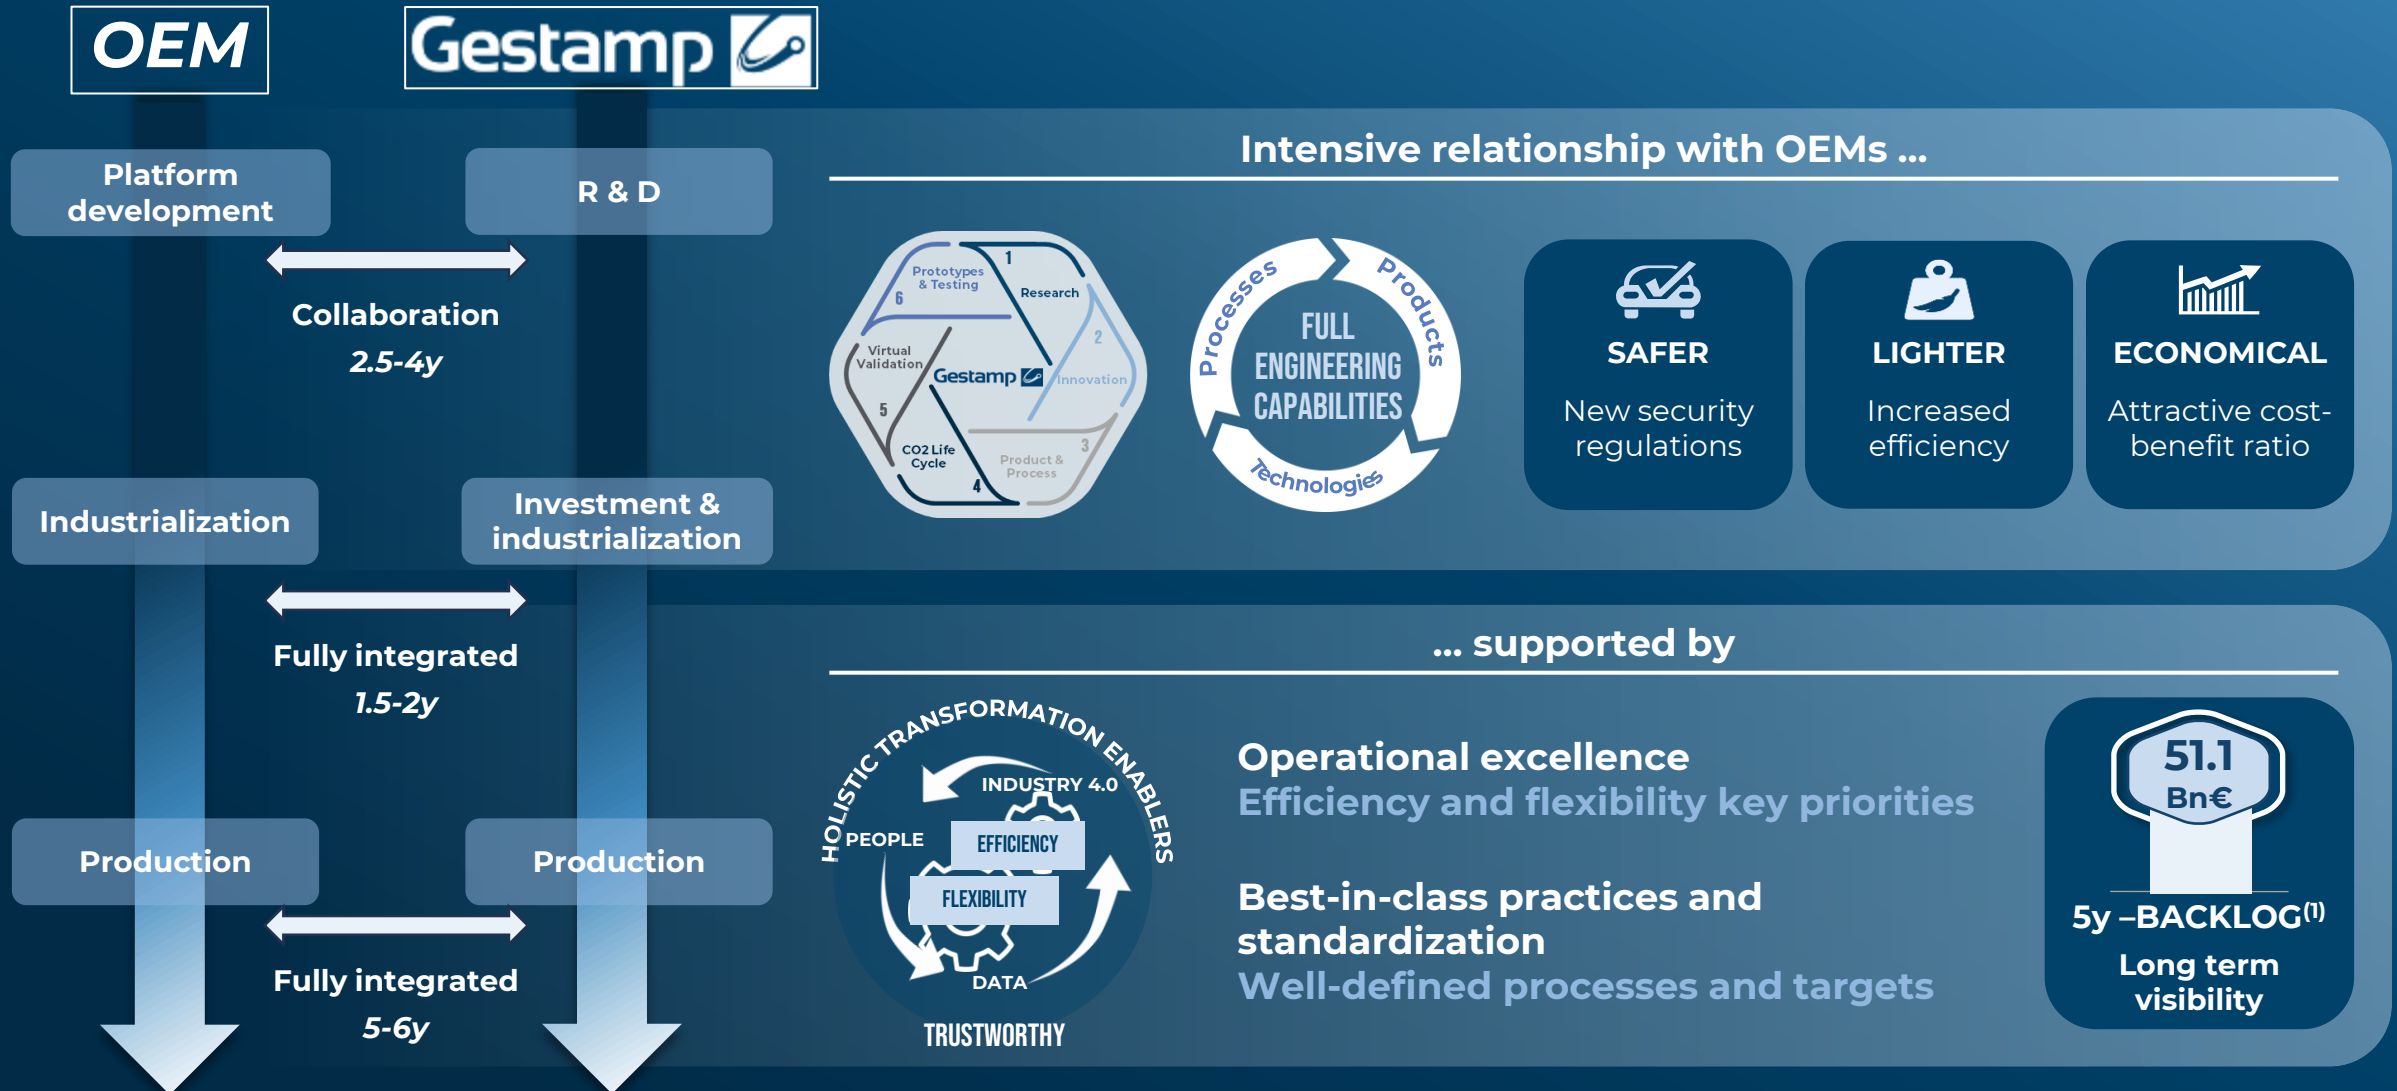 OEM
Gestamp
Platform
development
R & D
Collaboration
2.5-4y
Industrialization
Investment &
industrialization
Fully integrated
1.5-2y
Production
Production
Fully integrated
5-6y
Intensive relationship with OEMs ...
1
Research
2
Innovation
3
Product &
Process
4
CO2 Life
Cycle
5
Virtual
Validation
6
Prototypes
& Testing
Gestamp
Processes
Products
Technologies
FULL
ENGINEERING
CAPABILITIES
SAFER
New security
regulations
LIGHTER
Increased
efficiency
ECONOMICAL
Attractive cost-
benefit ratio
... supported by
HOLISTIC TRANSFORMATION ENABLERS
INDUSTRY 4.0
PEOPLE
EFFICIENCY
FLEXIBILITY
DATA
TRUSTWORTHY
Operational excellence
Efficiency and flexibility key priorities
Best-in-class practices and
standardization
Well-defined processes and targets
51.1
Bn€
5y –BACKLOG(1)
Long term
visibility